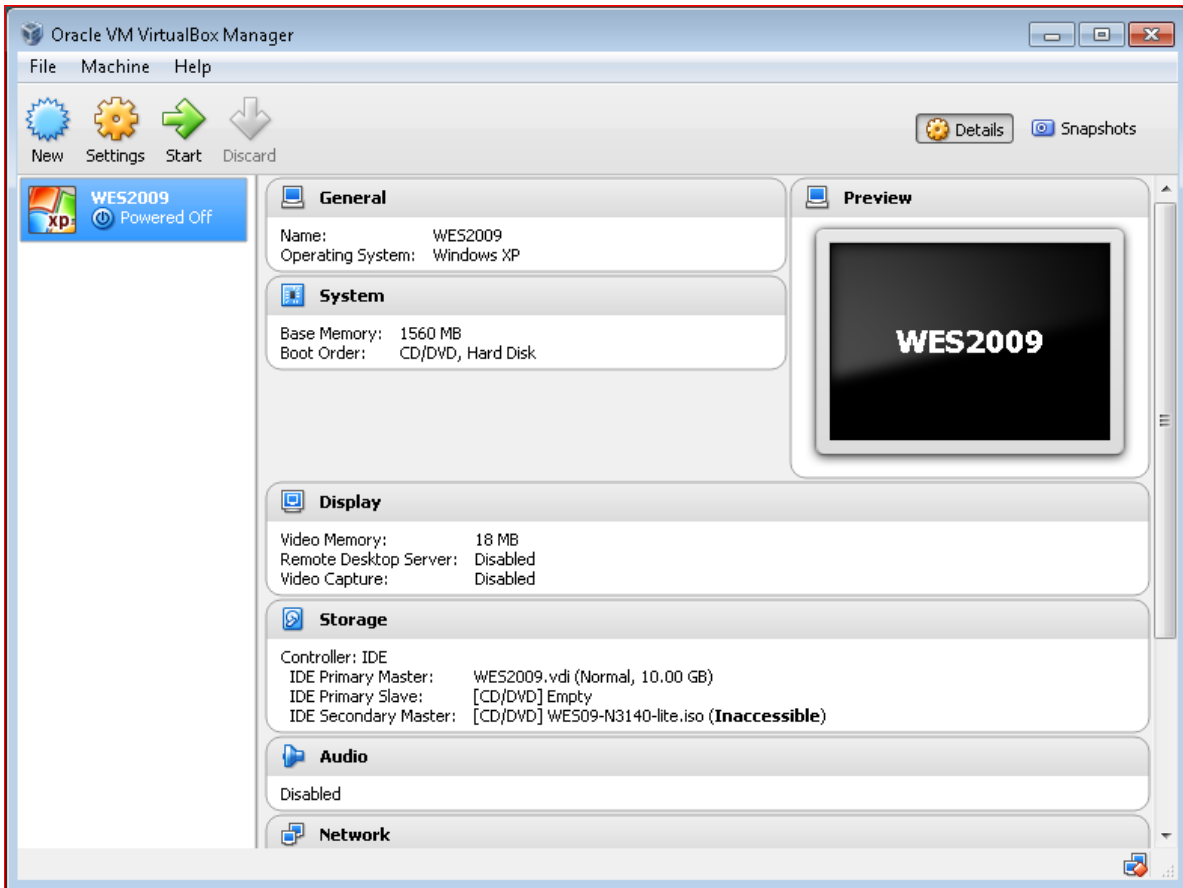 Oracle VM VirtualBox Manager
File Machine Help
New Settings Start Discard
Details Snapshots
WES2009
Powered Off
xp
General
Name: WES2009
Operating System: Windows XP
System
Base Memory: 1560 MB
Boot Order: CD/DVD, Hard Disk
Preview
WES2009
Display
Video Memory: 18 MB
Remote Desktop Server: Disabled
Video Capture: Disabled
Storage
Controller: IDE
IDE Primary Master: WES2009.vdi (Normal, 10.00 GB)
IDE Primary Slave: [CD/DVD] Empty
IDE Secondary Master: [CD/DVD] WES09-N3140-lite.iso (Inaccessible)
Audio
Disabled
Network